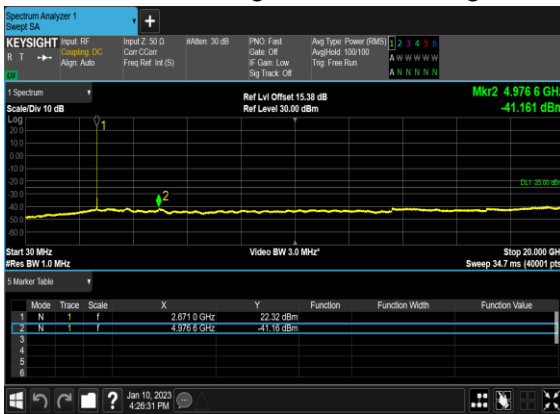 Spectrum Analyzer 1
Swept SA
+
KEYSIGHT Input: RF Input Z: 50 Ω #Atten: 30 dB PNO: Fast Avg Type: Power (RMS) 1 2 3 4 5 6
R T Coupling: DC Corr CCorr Gate: Off Avg|Hold: 100/100
Align: Auto Freq Ref: Int (S) IF Gain: Low Trig: Free Run A W W W W W
Sig Track: Off
LV A N N N N N
1 Spectrum Ref Lvl Offset 15.38 dB Mkr2 4.976 6 GHz
Scale/Div 10 dB Ref Level 30.00 dBm -41.161 dBm
Log
20.0
10.0
0.00
-10.0
-20.0
DL1 -25.00 dBm
-30.0
-40.0
-50.0
-60.0
1
2
Start 30 MHz Video BW 3.0 MHz* Stop 20.000 GHz
#Res BW 1.0 MHz Sweep 34.7 ms (40001 pts)
5 Marker Table
Mode Trace Scale X Y Function Function Width Function Value
1 N 1 f 2.671 0 GHz 22.32 dBm
2 N 1 f 4.976 6 GHz -41.16 dBm
3
4
5
6
? Jan 10, 2023
4:26:31 PM